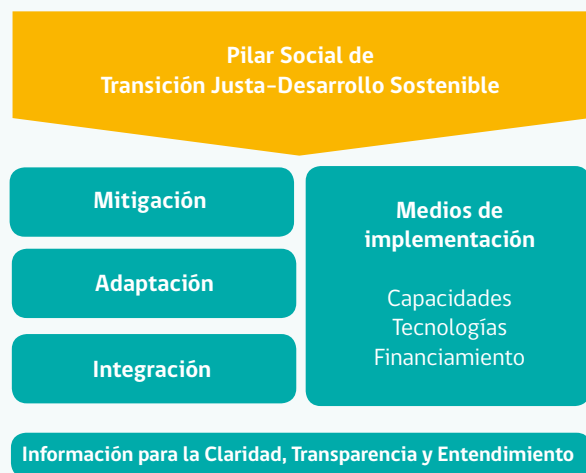 Pilar Social de
Transición Justa-Desarrollo Sostenible
Mitigación
Adaptación
Integración
Medios de
implementación
Capacidades
Tecnologías
Financiamiento
Información para la Claridad, Transparencia y Entendimiento